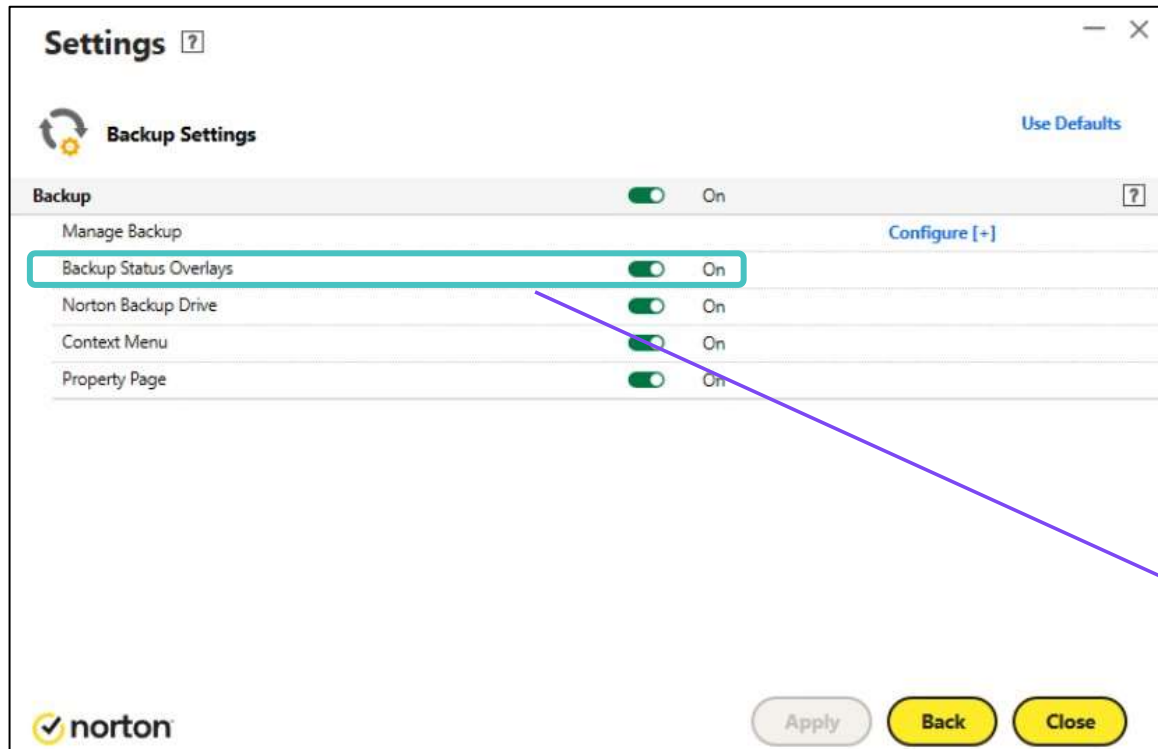 Settings ?
Backup Settings
Use Defaults
Backup On ?
Manage Backup Configure [+]
Backup Status Overlays On
Norton Backup Drive On
Context Menu On
Property Page On
norton Apply Back Close